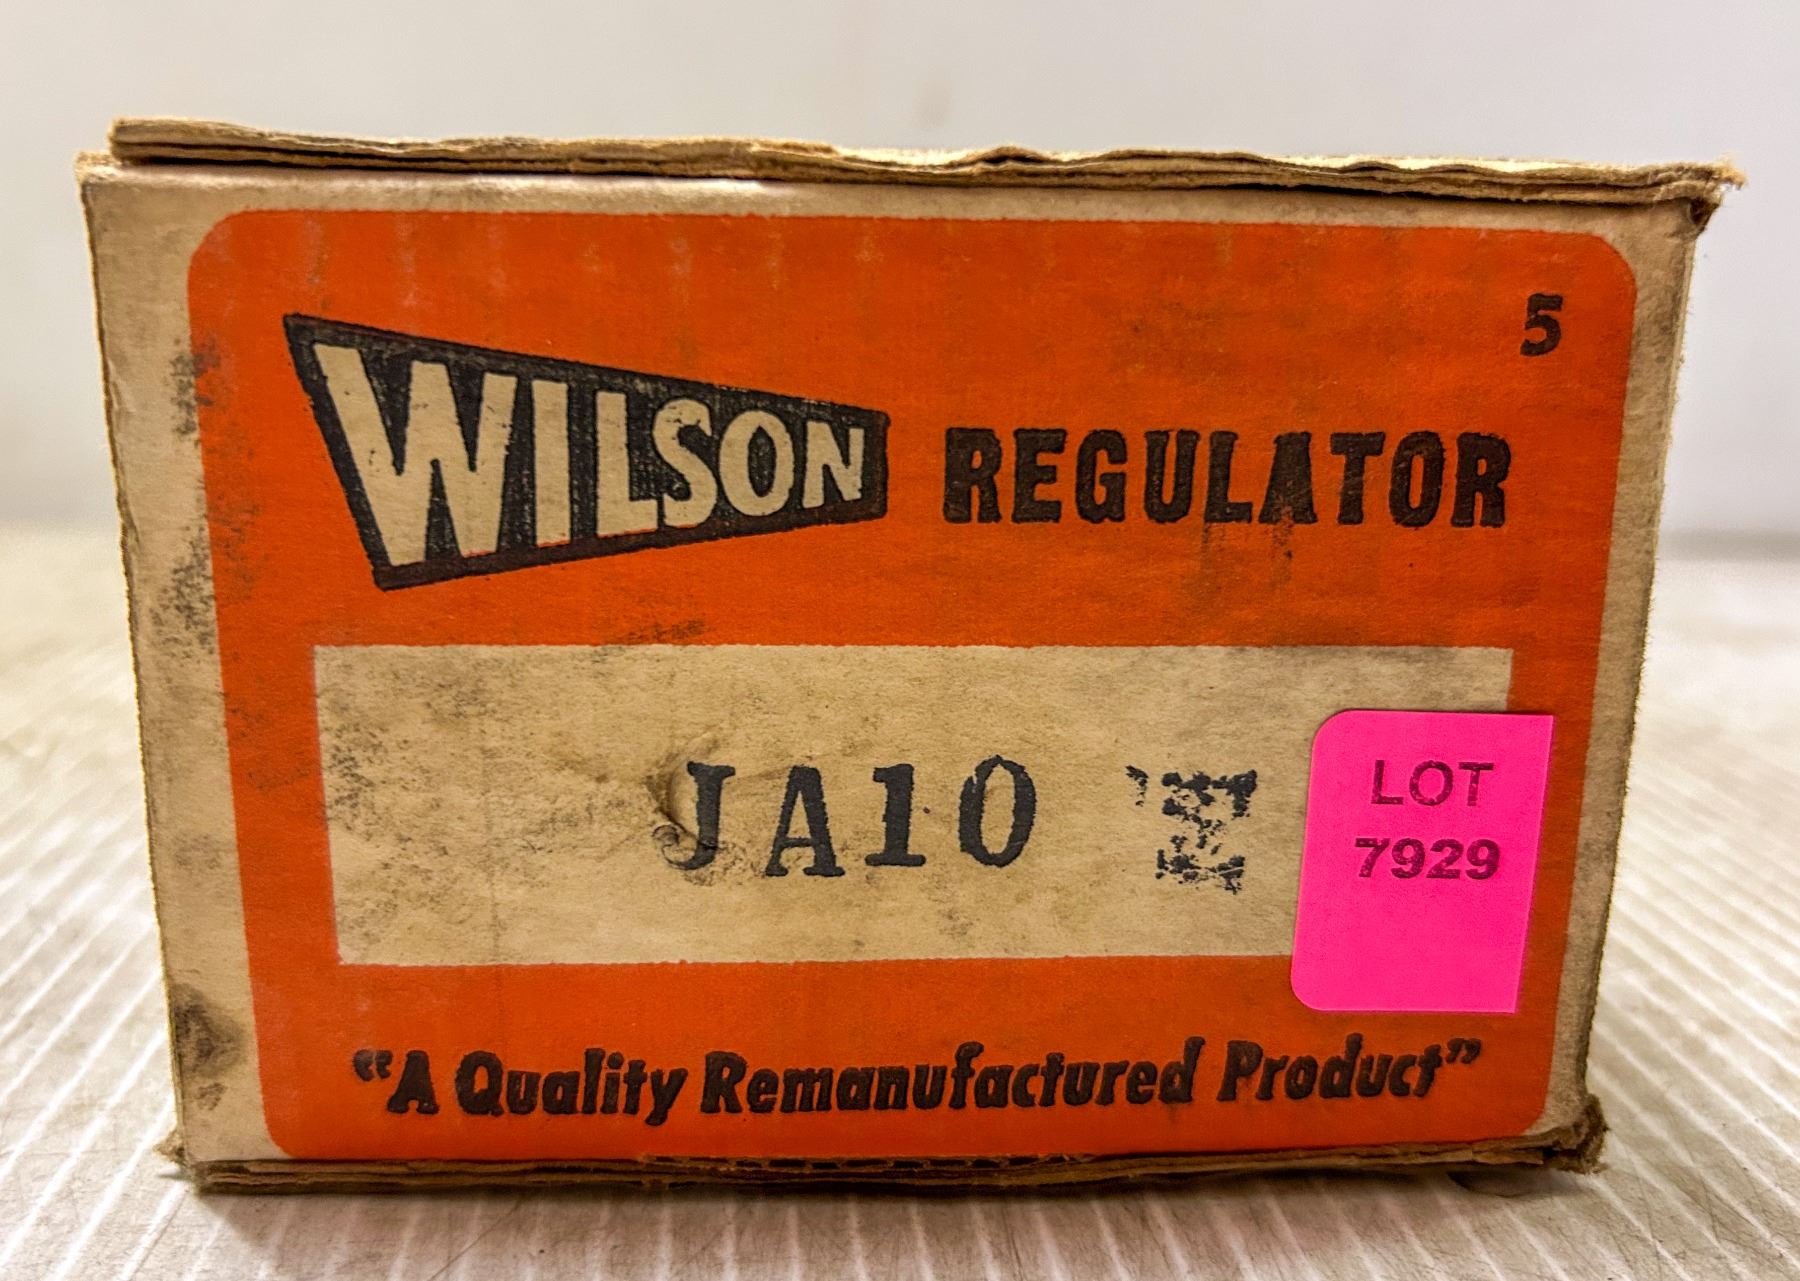 5
WILSON REGULATOR
JA10
LOT
7929
“A Quality Remanufactured Product”